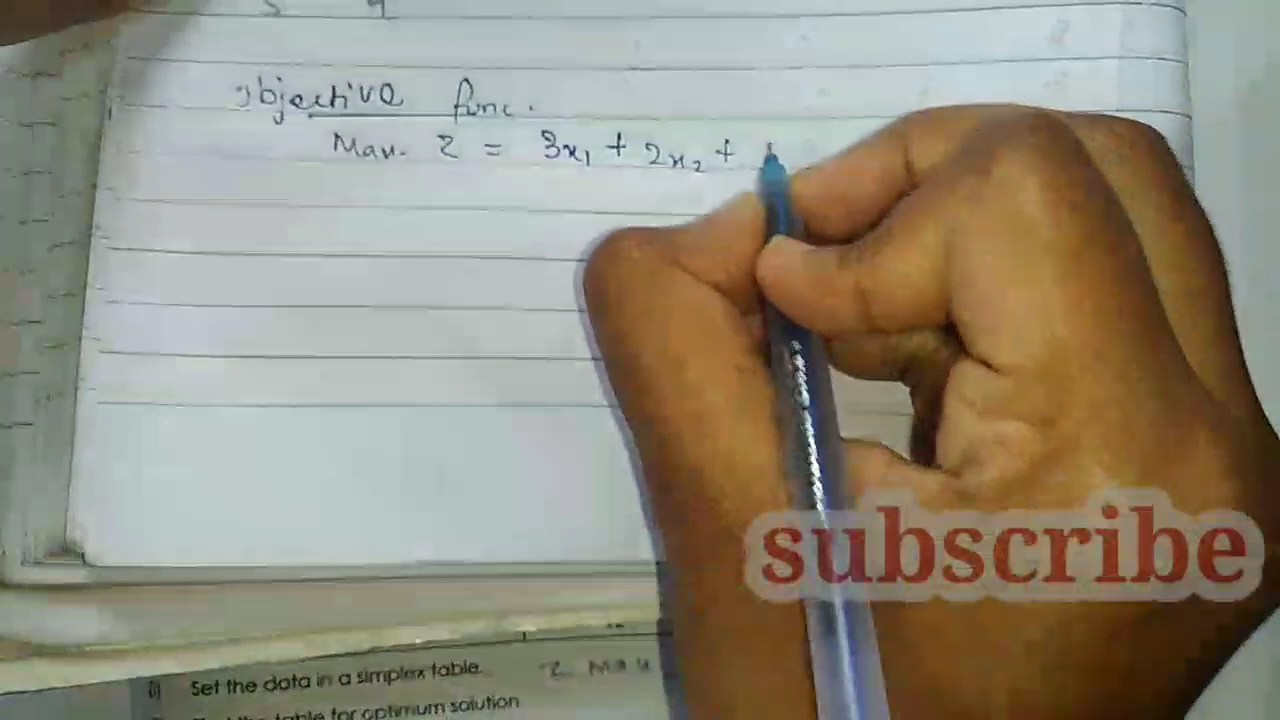 objective func.
Max. Z = 3x₁ + 2x₂ +
subscribe
(i) Set the data in a simplex table.
table for optimum solution